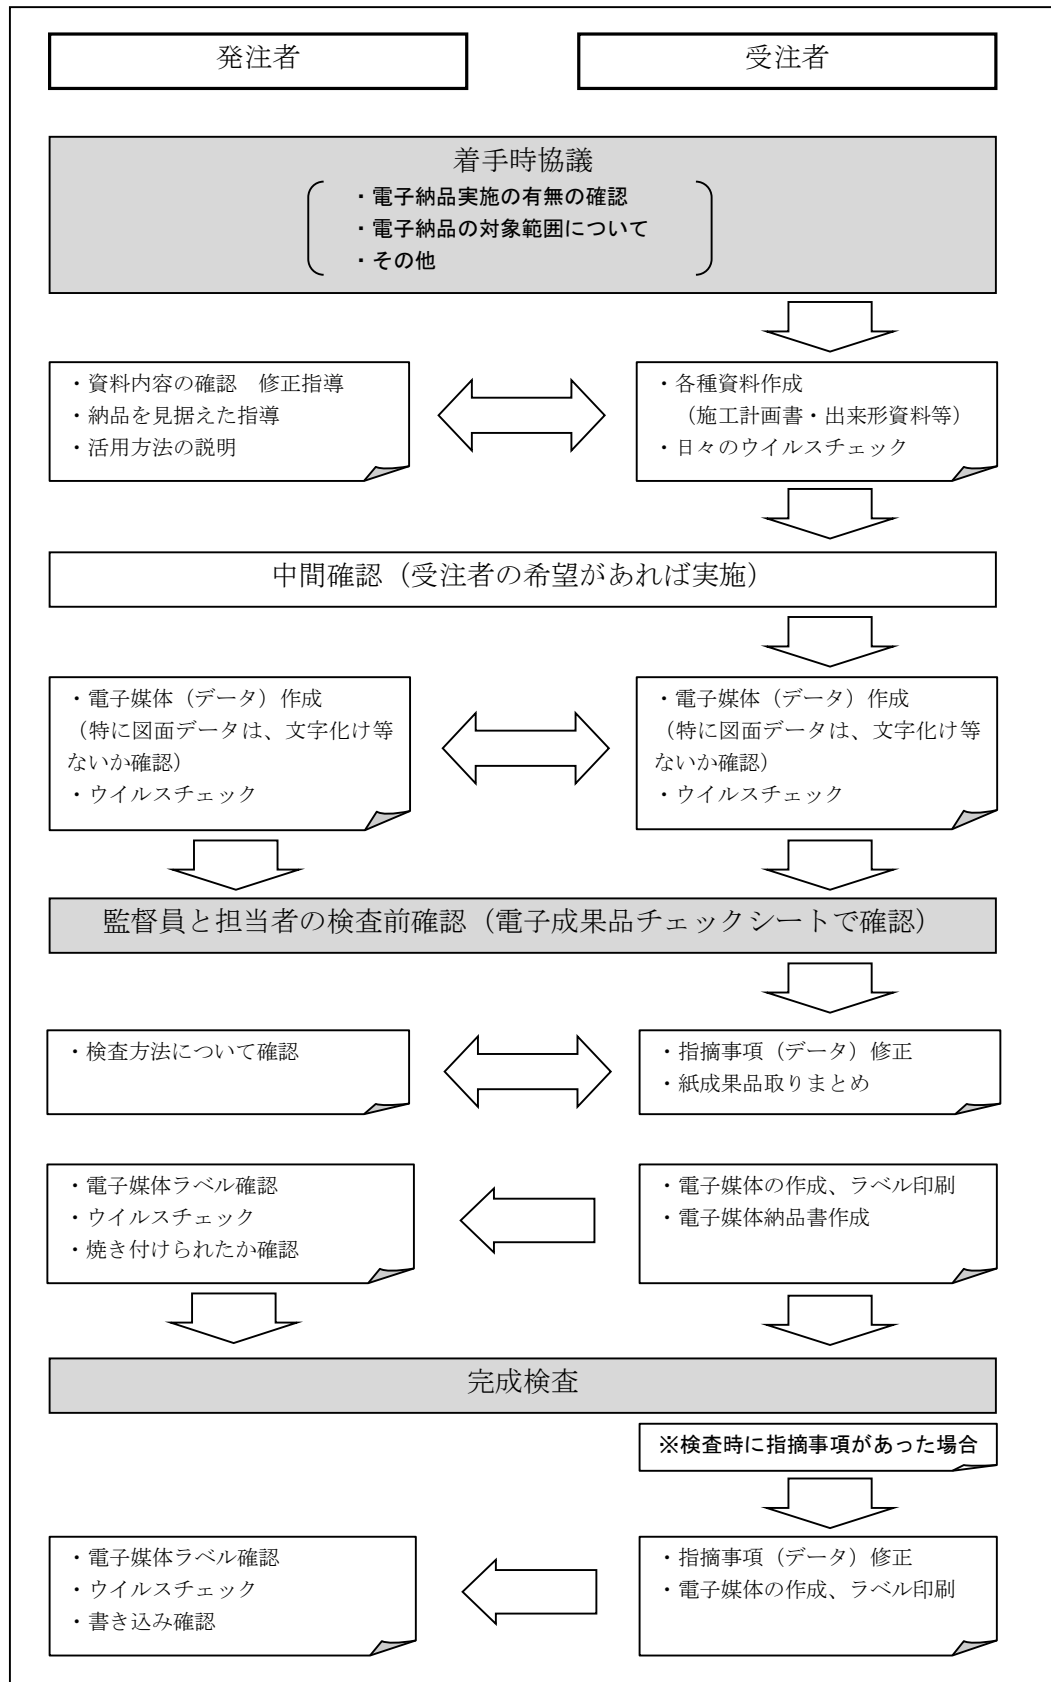 発注者
受注者
着手時協議
・電子納品実施の有無の確認
・電子納品の対象範囲について
・その他
・資料内容の確認　修正指導
・納品を見据えた指導
・活用方法の説明
・各種資料作成
（施工計画書・出来形資料等）
・日々のウイルスチェック
中間確認（受注者の希望があれば実施）
・電子媒体（データ）作成
（特に図面データは、文字化け等
ないか確認）
・ウイルスチェック
・電子媒体（データ）作成
（特に図面データは、文字化け等
ないか確認）
・ウイルスチェック
監督員と担当者の検査前確認（電子成果品チェックシートで確認）
・検査方法について確認
・指摘事項（データ）修正
・紙成果品取りまとめ
・電子媒体ラベル確認
・ウイルスチェック
・焼き付けられたか確認
・電子媒体の作成、ラベル印刷
・電子媒体納品書作成
完成検査
※検査時に指摘事項があった場合
・電子媒体ラベル確認
・ウイルスチェック
・書き込み確認
・指摘事項（データ）修正
・電子媒体の作成、ラベル印刷